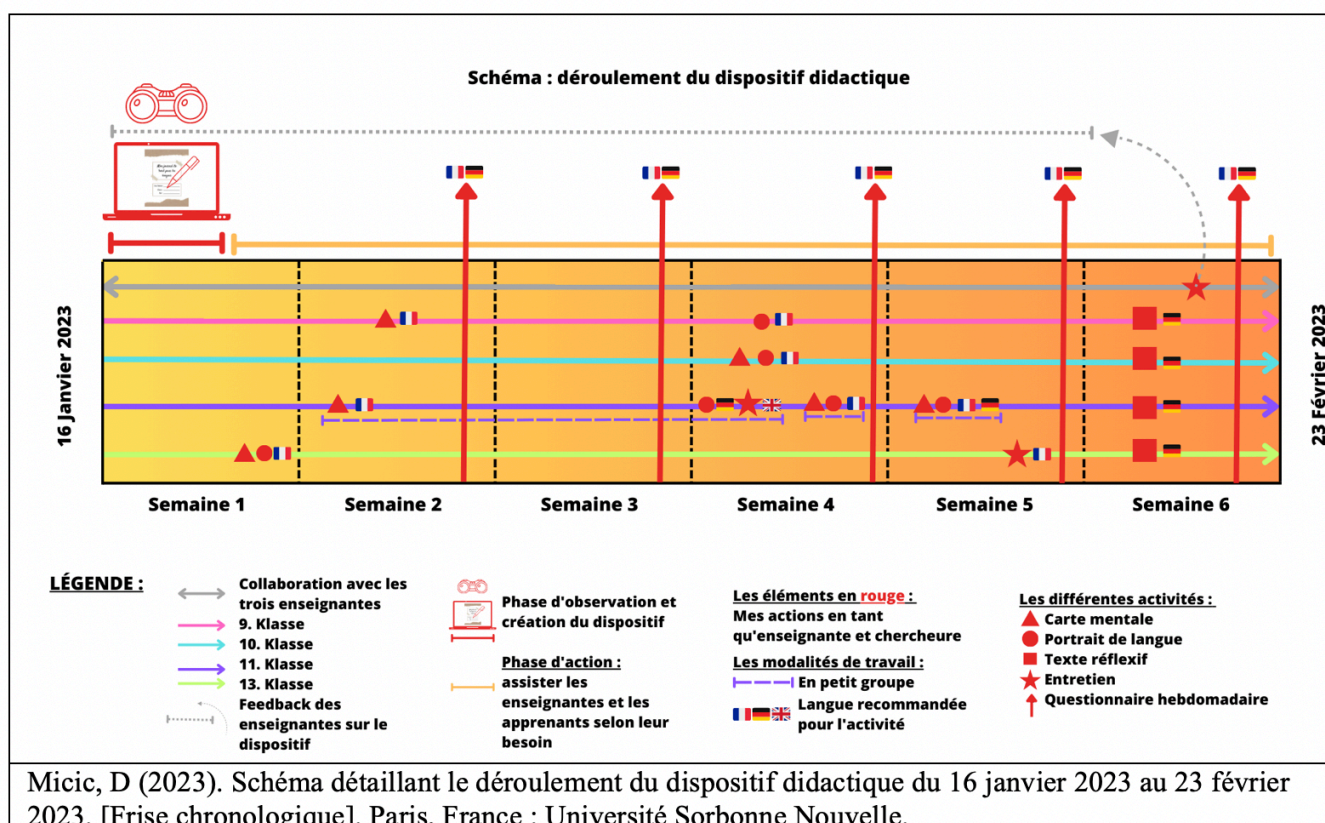 Schéma : déroulement du dispositif didactique
16 janvier 2023
23 Février 2023
Semaine 1
Semaine 2
Semaine 3
Semaine 4
Semaine 5
Semaine 6
LÉGENDE :
Collaboration avec les
trois enseignantes
9. Klasse
10. Klasse
11. Klasse
13. Klasse
Feedback des
enseignantes sur le
dispositif
Phase d'observation et
création du dispositif
Phase d'action :
assister les
enseignantes et les
apprenants selon leur
besoin
Les éléments en rouge :
Mes actions en tant
qu'enseignante et chercheure
Les modalités de travail :
En petit groupe
Langue recommandée
pour l'activité
Les différentes activités :
Carte mentale
Portrait de langue
Texte réflexif
Entretien
Questionnaire hebdomadaire
Micic, D (2023). Schéma détaillant le déroulement du dispositif didactique du 16 janvier 2023 au 23 février
2023. [Frise chronologique]. Paris, France : Université Sorbonne Nouvelle.